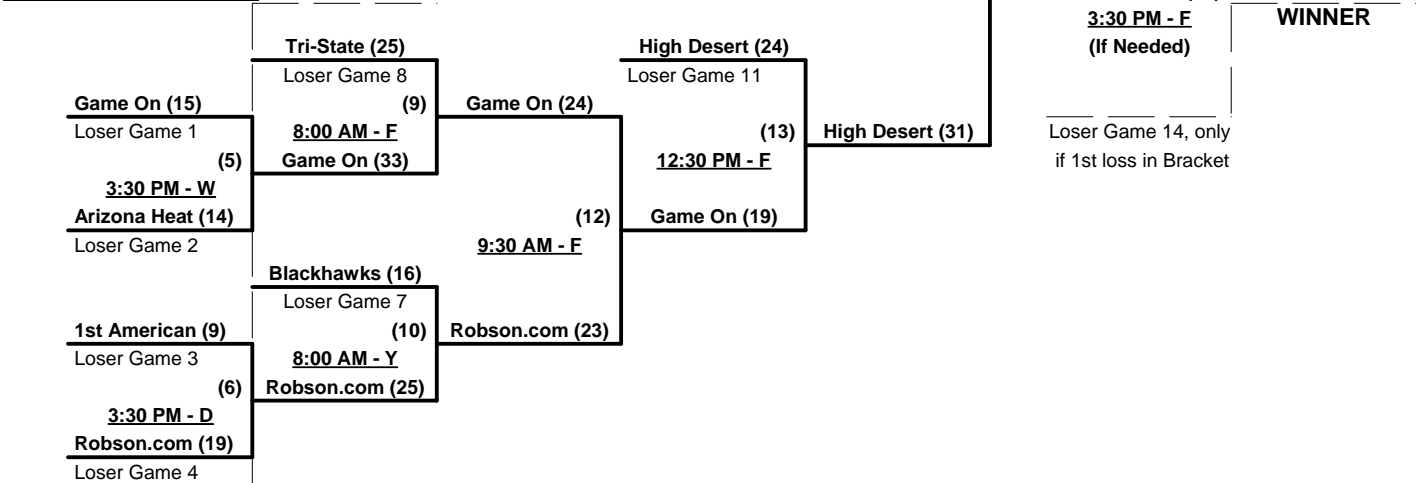 3:30 PM - F
WINNER
(If Needed)
Tri-State (25)
Loser Game 8
High Desert (24)
Loser Game 11
Game On (15)
Loser Game 1
(9)
8:00 AM - F
Game On (24)
(5)
Game On (33)
3:30 PM - W
Arizona Heat (14)
Loser Game 2
(13)
12:30 PM - F
High Desert (31)
Loser Game 14, only
if 1st loss in Bracket
(12)
9:30 AM - F
Game On (19)
Blackhawks (16)
Loser Game 7
1st American (9)
Loser Game 3
(10)
8:00 AM - Y
Robson.com (23)
(6)
Robson.com (25)
3:30 PM - D
Robson.com (19)
Loser Game 4